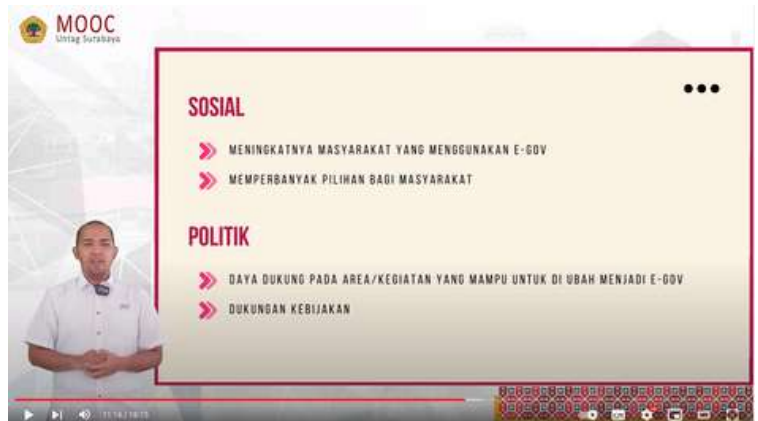 MOOC
Untag Surabaya
SOSIAL
MENINGKATNYA MASYARAKAT YANG MENGGUNAKAN E-GOV
MEMPERBANYAK PILIHAN BAGI MASYARAKAT
POLITIK
DAYA DUKUNG PADA AREA/KEGIATAN YANG MAMPU UNTUK DI UBAH MENJADI E-GOV
DUKUNGAN KEBIJAKAN